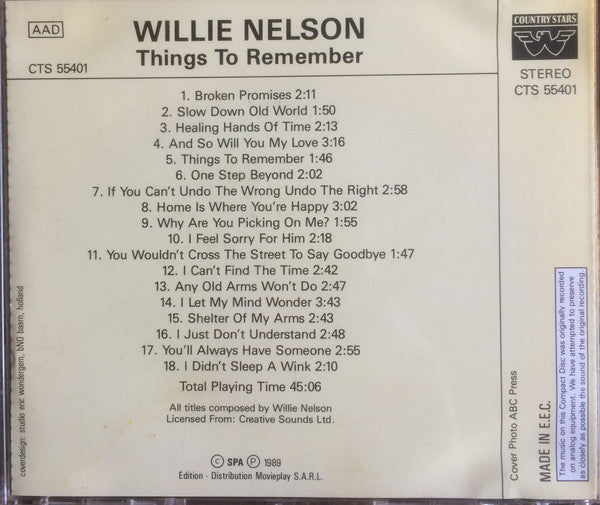 AAD
CTS 55401
WILLIE NELSON
Things To Remember
COUNTRY STARS
STEREO
CTS 55401
1. Broken Promises 2:11
2. Slow Down Old World 1:50
3. Healing Hands Of Time 2:13
4. And So Will You My Love 3:16
5. Things To Remember 1:46
6. One Step Beyond 2:02
7. If You Can't Undo The Wrong Undo The Right 2:58
8. Home Is Where You're Happy 3:02
9. Why Are You Picking On Me? 1:55
10. I Feel Sorry For Him 2:18
11. You Wouldn't Cross The Street To Say Goodbye 1:47
12. I Can't Find The Time 2:42
13. Any Old Arms Won't Do 2:47
14. I Let My Mind Wonder 3:43
15. Shelter Of My Arms 2:43
16. I Just Don't Understand 2:48
17. You'll Always Have Someone 2:55
18. I Didn't Sleep A Wink 2:10
Total Playing Time 45:06
All titles composed by Willie Nelson
Licensed From: Creative Sounds Ltd.
© SPA ℗ 1989
Edition · Distribution Movieplay S.A.R.L.
coverdesign: studio eric wondergem, bNO baarn, holland
Cover Photo ABC Press
MADE IN E.E.C.
The music on this Compact Disc was originally recorded
on analog equipment. We have attempted to preserve
as closely as possible the sound of the original recording.